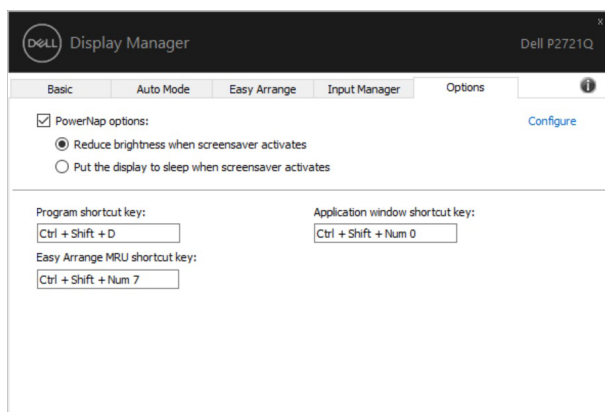 DELL Display Manager
x
Dell P2721Q
Basic Auto Mode Easy Arrange Input Manager Options i
PowerNap options: Configure
Reduce brightness when screensaver activates
Put the display to sleep when screensaver activates
Program shortcut key: Application window shortcut key:
Ctrl + Shift + D Ctrl + Shift + Num 0
Easy Arrange MRU shortcut key:
Ctrl + Shift + Num 7